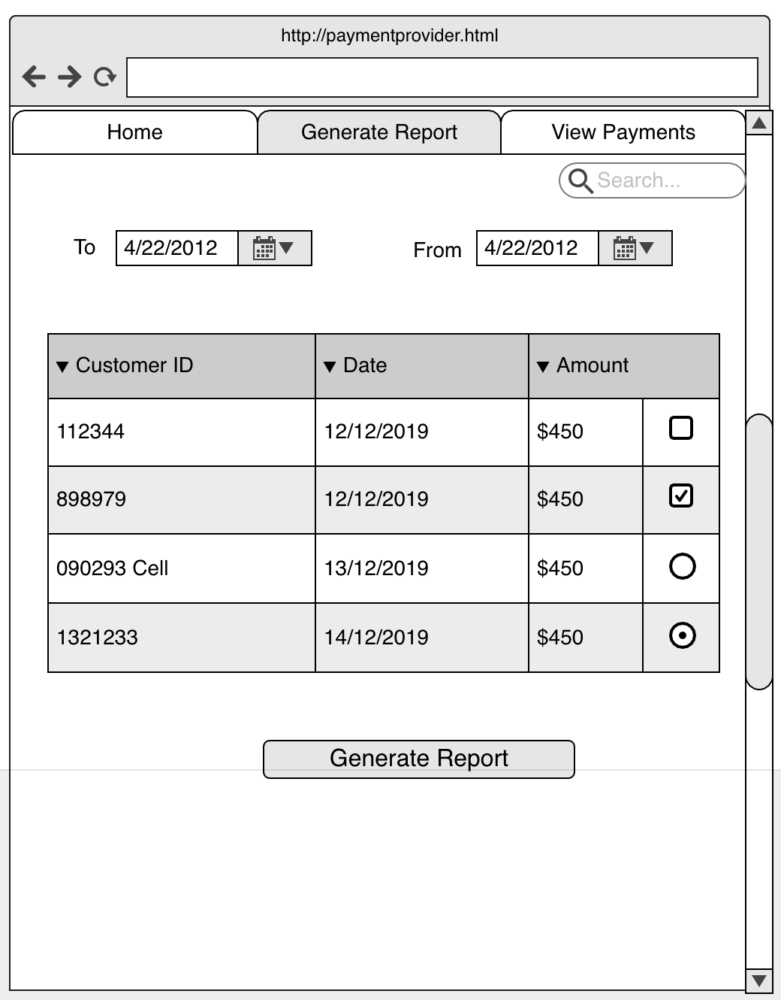 http://paymentprovider.html
Home Generate Report View Payments
Search...
To 4/22/2012 From 4/22/2012
Customer ID Date Amount
112344 12/12/2019 $450
898979 12/12/2019 $450
090293 Cell 13/12/2019 $450
1321233 14/12/2019 $450
Generate Report